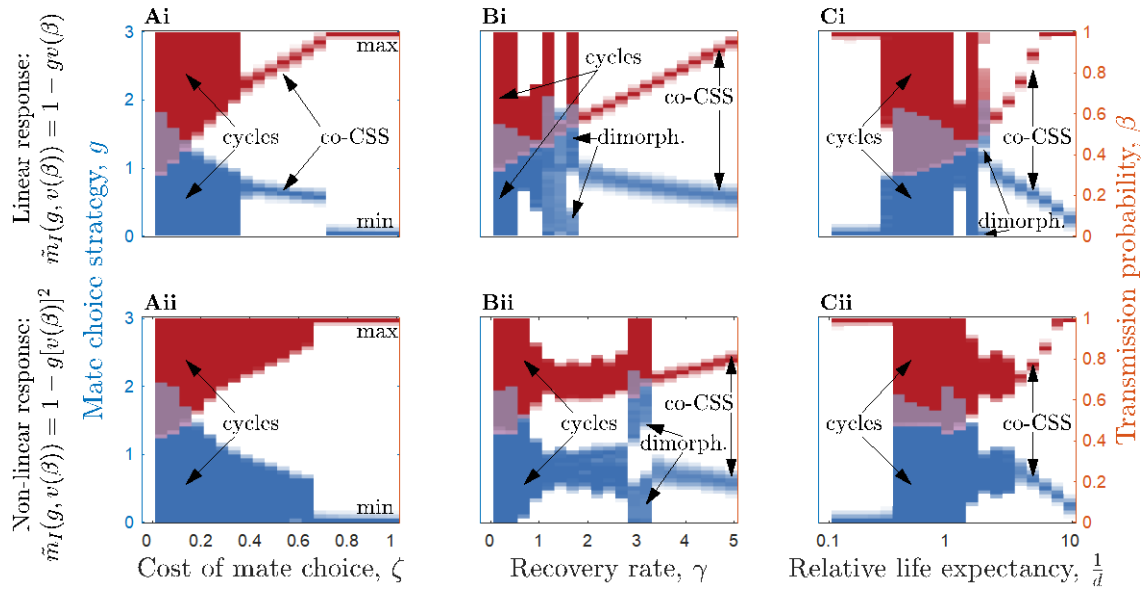 Linear response:
m̃_I(g, v(β)) = 1 − gv(β)
Non-linear response:
m̃_I(g, v(β)) = 1 − g[v(β)]²
Mate choice strategy, g
Ai
3
2
1
0
max
cycles
co-CSS
min
Bi
cycles
co-CSS
dimorph.
Ci
cycles
co-CSS
dimorph.
1
0.8
0.6
0.4
0.2
0
Transmission probability, β
Aii
3
2
1
0
max
cycles
min
0 0.2 0.4 0.6 0.8 1
Cost of mate choice, ζ
Bii
cycles
co-CSS
dimorph.
0 1 2 3 4 5
Recovery rate, γ
Cii
cycles
co-CSS
1
0.8
0.6
0.4
0.2
0
0.1 1 10
Relative life expectancy, 1/d